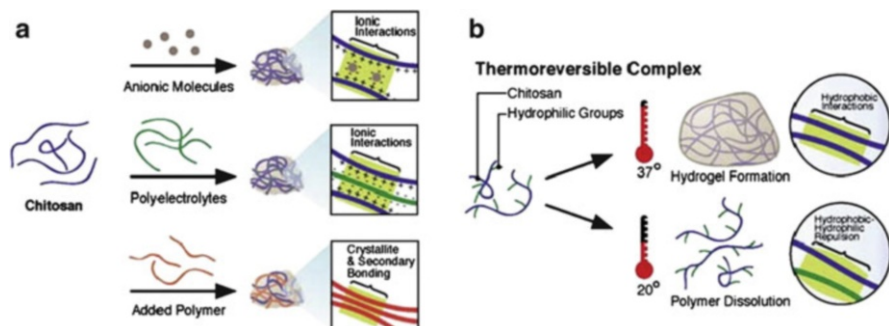 a
Ionic
Interactions
Anionic Molecules
Ionic
Interactions
Chitosan
Polyelectrolytes
Crystallite
& Secondary
Bonding
Added Polymer
b
Thermoreversible Complex
Chitosan
Hydrophilic Groups
Hydrophobic
Interactions
37°
Hydrogel Formation
Hydrophobic-
Hydrophilic
Repulsion
20°
Polymer Dissolution